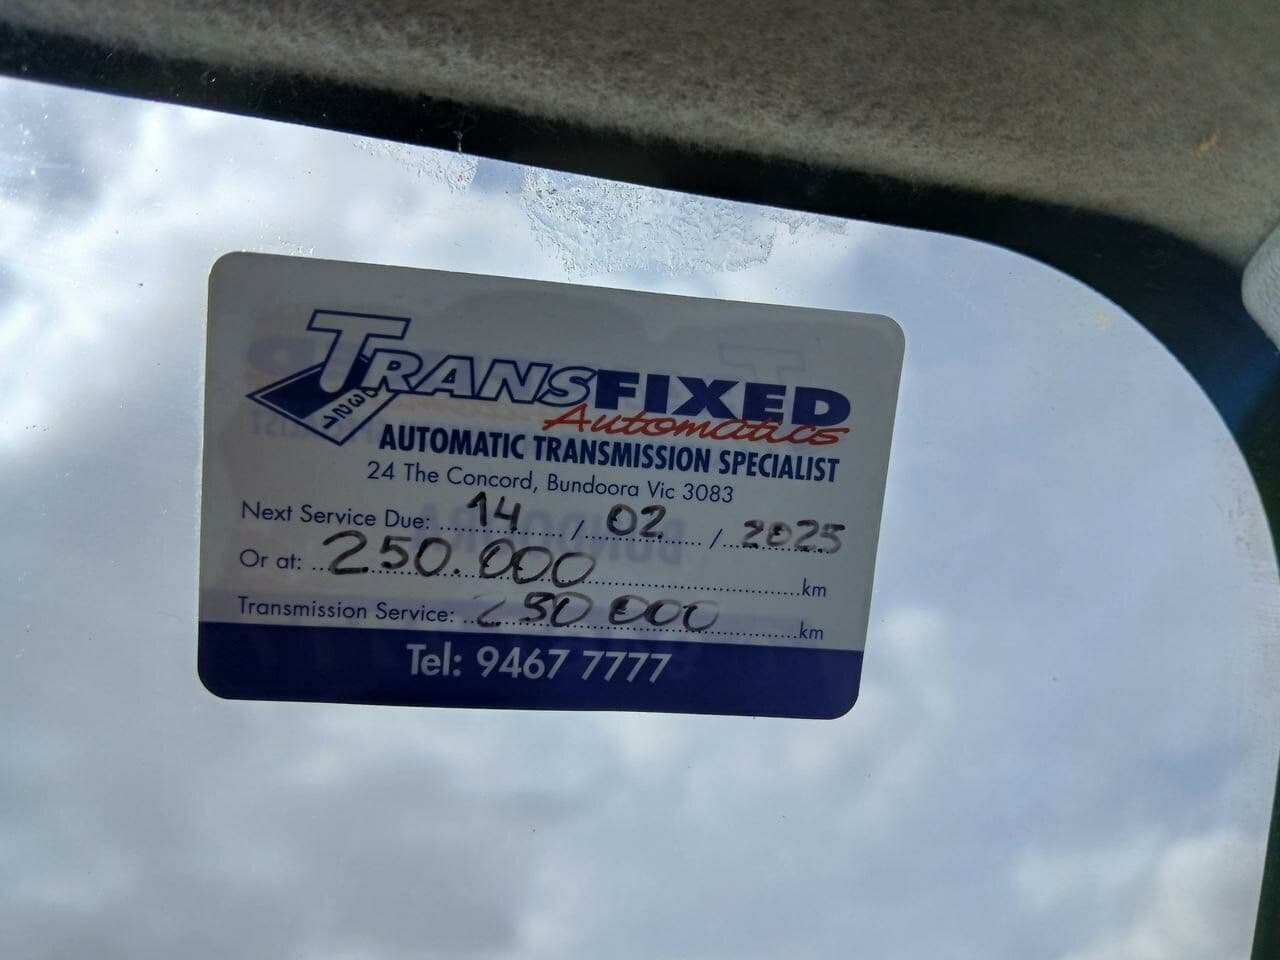 TRANSFIXED
Automatics
D321
AUTOMATIC TRANSMISSION SPECIALIST
24 The Concord, Bundoora Vic 3083
Next Service Due: 14 / 02 / 2025
Or at: 250.000 km
Transmission Service: 250 000 km
Tel: 9467 7777